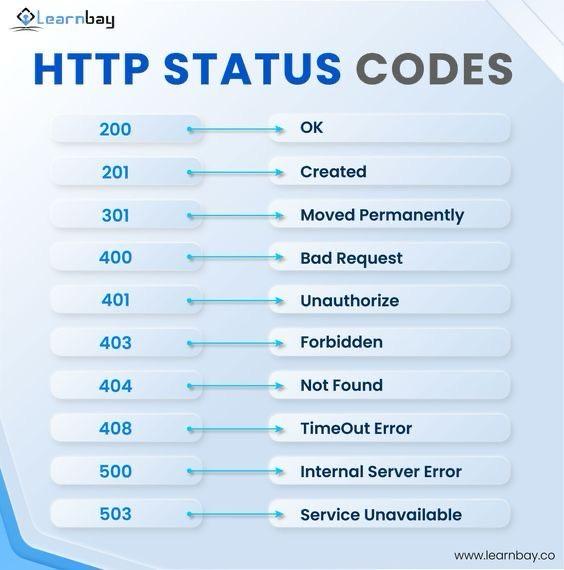 Learnbay
HTTP STATUS CODES
200 OK
201 Created
301 Moved Permanently
400 Bad Request
401 Unauthorize
403 Forbidden
404 Not Found
408 TimeOut Error
500 Internal Server Error
503 Service Unavailable
www.learnbay.co